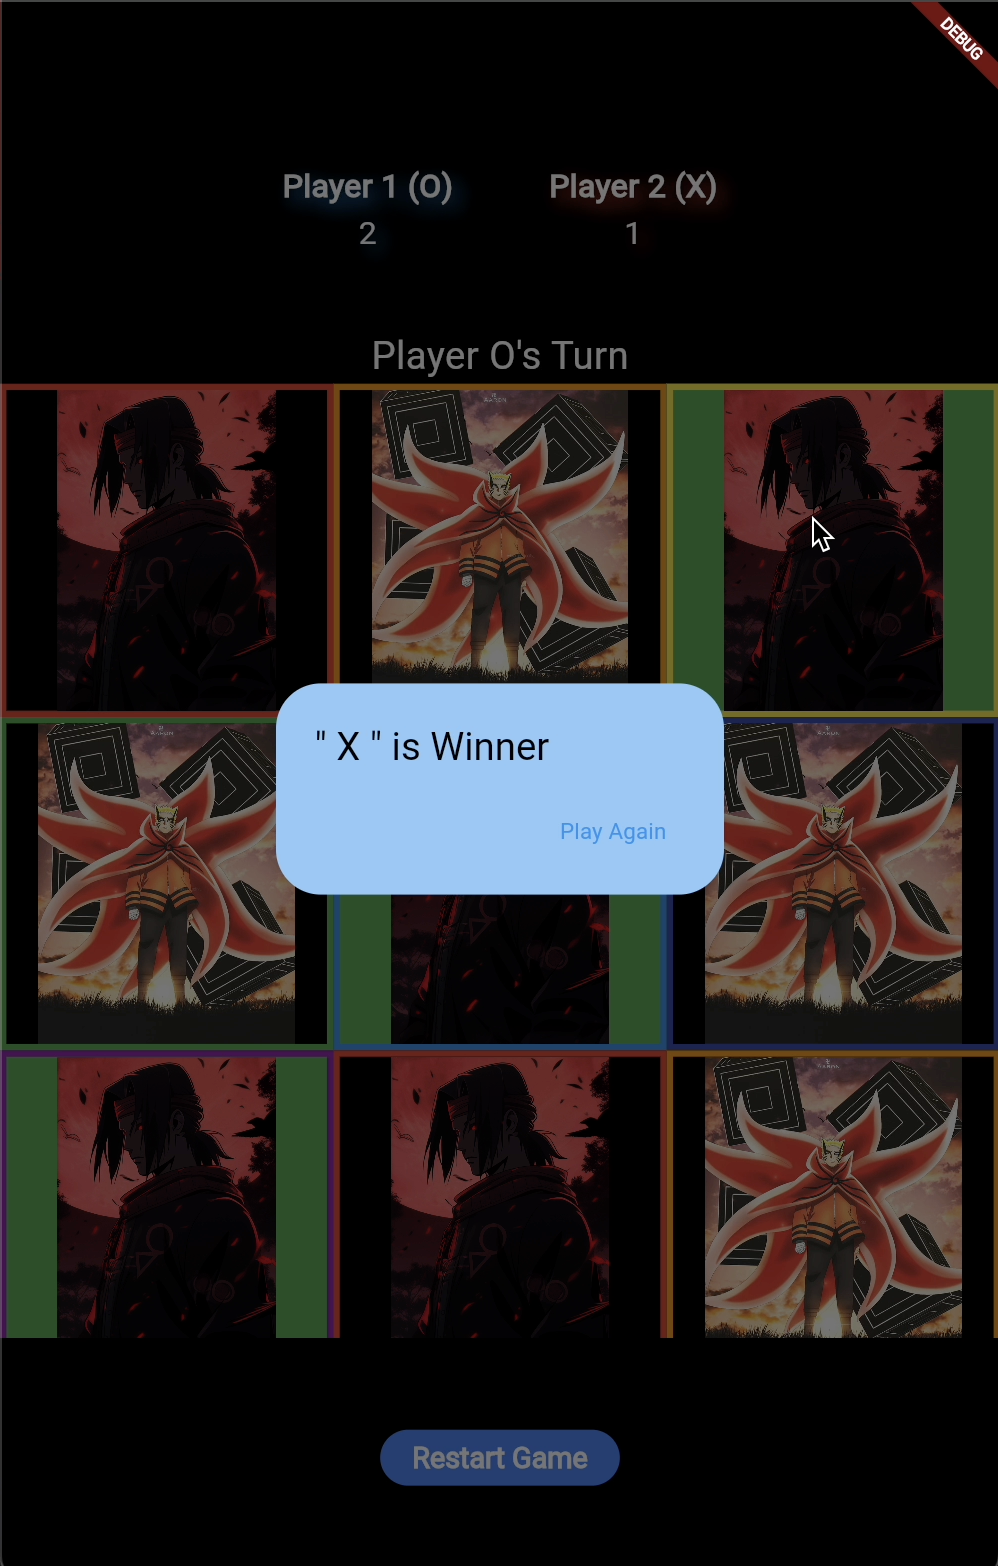 DEBUG
Player 1 (O) Player 2 (X)
2 1
Player O's Turn
" X " is Winner
Play Again
Restart Game